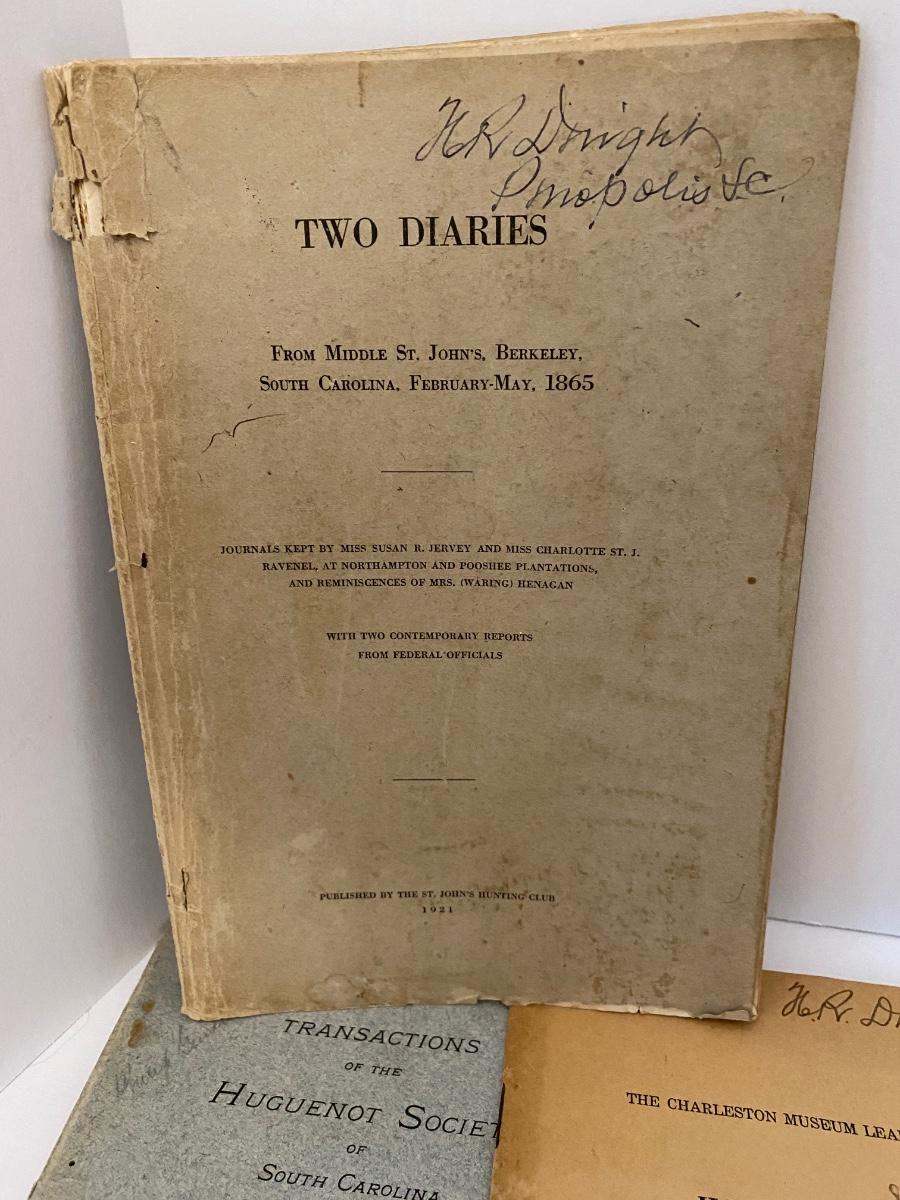 H R Dwight
Pinopolis S.C.
TWO DIARIES
FROM MIDDLE ST. JOHN'S, BERKELEY,
SOUTH CAROLINA, FEBRUARY-MAY, 1865
JOURNALS KEPT BY MISS SUSAN R. JERVEY AND MISS CHARLOTTE ST. J.
RAVENEL, AT NORTHAMPTON AND POOSHEE PLANTATIONS,
AND REMINISCENCES OF MRS. (WARING) HENAGAN
WITH TWO CONTEMPORARY REPORTS
FROM FEDERAL OFFICIALS
PUBLISHED BY THE ST. JOHN'S HUNTING CLUB
1921
TRANSACTIONS
OF THE
HUGUENOT SOCIET
OF
SOUTH CAROLINA
H.R. D
THE CHARLESTON MUSEUM LEA